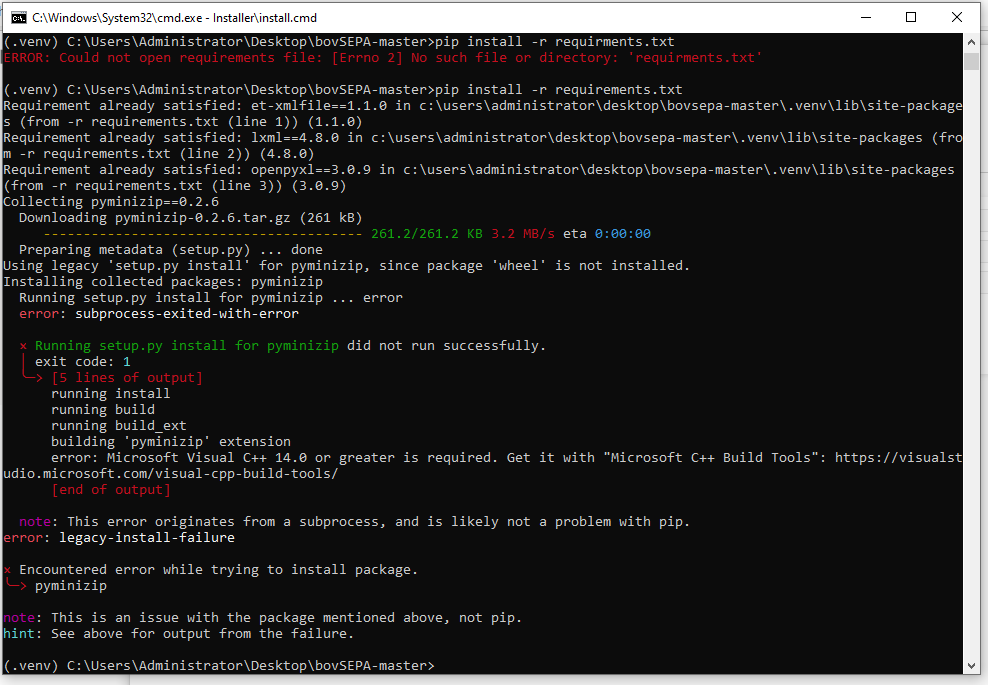 C:\Windows\System32\cmd.exe - Installer\install.cmd
(.venv) C:\Users\Administrator\Desktop\bovSEPA-master>pip install -r requirments.txt
ERROR: Could not open requirements file: [Errno 2] No such file or directory: 'requirments.txt'
(.venv) C:\Users\Administrator\Desktop\bovSEPA-master>pip install -r requirements.txt
Requirement already satisfied: et-xmlfile==1.1.0 in c:\users\administrator\desktop\bovsepa-master\.venv\lib\site-package
s (from -r requirements.txt (line 1)) (1.1.0)
Requirement already satisfied: lxml==4.8.0 in c:\users\administrator\desktop\bovsepa-master\.venv\lib\site-packages (fro
m -r requirements.txt (line 2)) (4.8.0)
Requirement already satisfied: openpyxl==3.0.9 in c:\users\administrator\desktop\bovsepa-master\.venv\lib\site-packages
(from -r requirements.txt (line 3)) (3.0.9)
Collecting pyminizip==0.2.6
Downloading pyminizip-0.2.6.tar.gz (261 kB)
---------------------------------------- 261.2/261.2 KB 3.2 MB/s eta 0:00:00
Preparing metadata (setup.py) ... done
Using legacy 'setup.py install' for pyminizip, since package 'wheel' is not installed.
Installing collected packages: pyminizip
Running setup.py install for pyminizip ... error
error: subprocess-exited-with-error
× Running setup.py install for pyminizip did not run successfully.
│ exit code: 1
╰─> [5 lines of output]
running install
running build
running build_ext
building 'pyminizip' extension
error: Microsoft Visual C++ 14.0 or greater is required. Get it with "Microsoft C++ Build Tools": https://visualst
udio.microsoft.com/visual-cpp-build-tools/
[end of output]
note: This error originates from a subprocess, and is likely not a problem with pip.
error: legacy-install-failure
× Encountered error while trying to install package.
╰─> pyminizip
note: This is an issue with the package mentioned above, not pip.
hint: See above for output from the failure.
(.venv) C:\Users\Administrator\Desktop\bovSEPA-master>